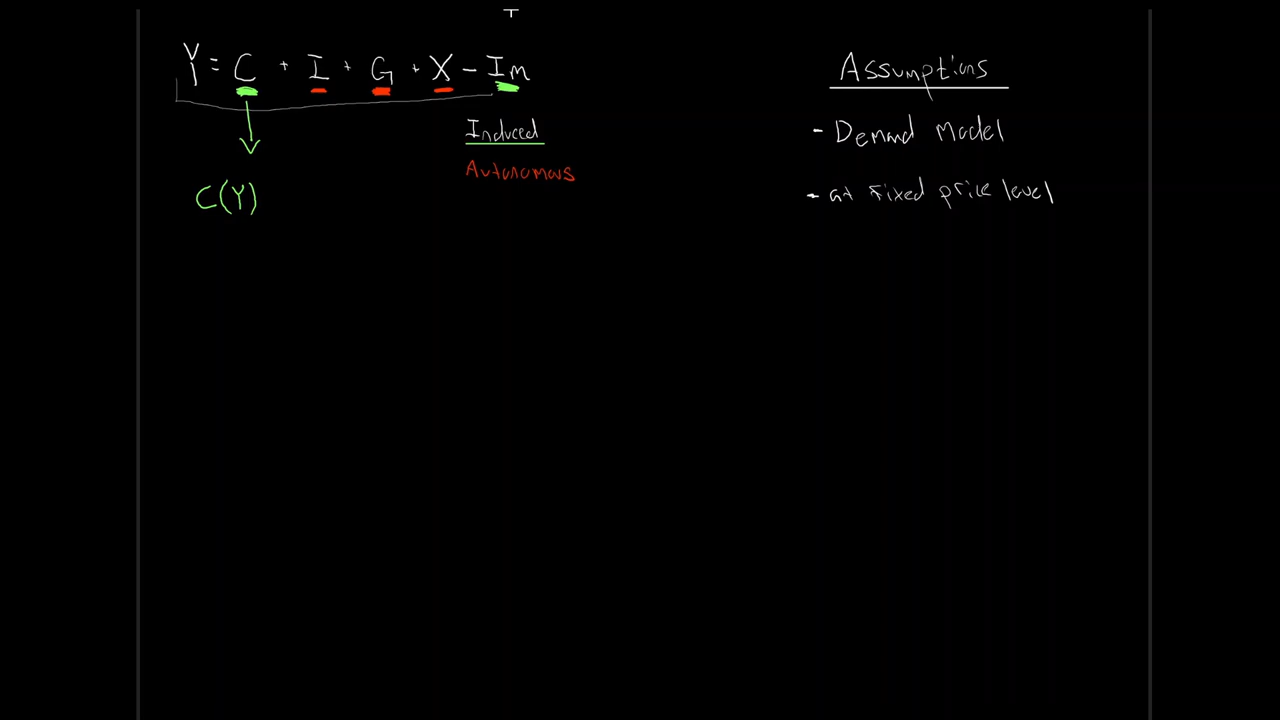 Y = C + I + G + X - Im
Induced
Autonomous
C(Y)
Assumptions
- Demand Model
- at fixed price level